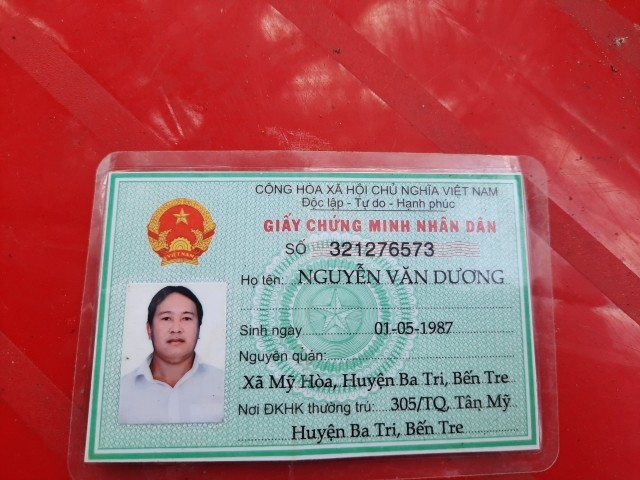 CỘNG HÒA XÃ HỘI CHỦ NGHĨA VIỆT NAM
Độc lập - Tự do - Hạnh phúc
GIẤY CHỨNG MINH NHÂN DÂN
SỐ 321276573
Họ tên: NGUYỄN VĂN DƯƠNG
Sinh ngày 01-05-1987
Nguyên quán:
Xã Mỹ Hòa, Huyện Ba Tri, Bến Tre
Nơi ĐKHK thường trú: 305/TQ, Tân Mỹ
Huyện Ba Tri, Bến Tre
VIỆT NAM